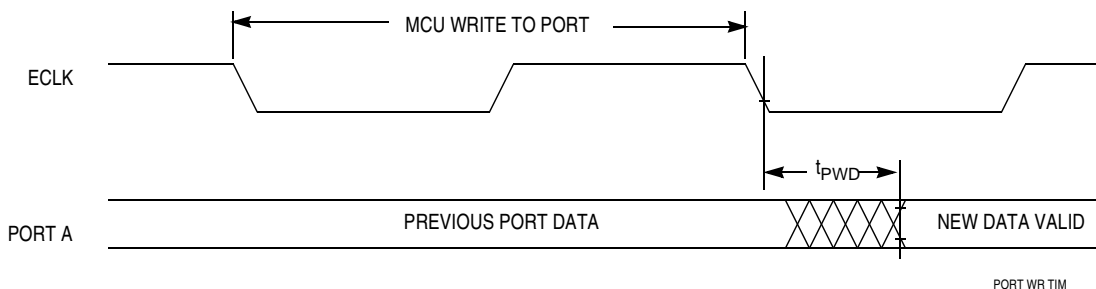 MCU WRITE TO PORT
ECLK
tPWD
PREVIOUS PORT DATA
NEW DATA VALID
PORT A
PORT WR TIM